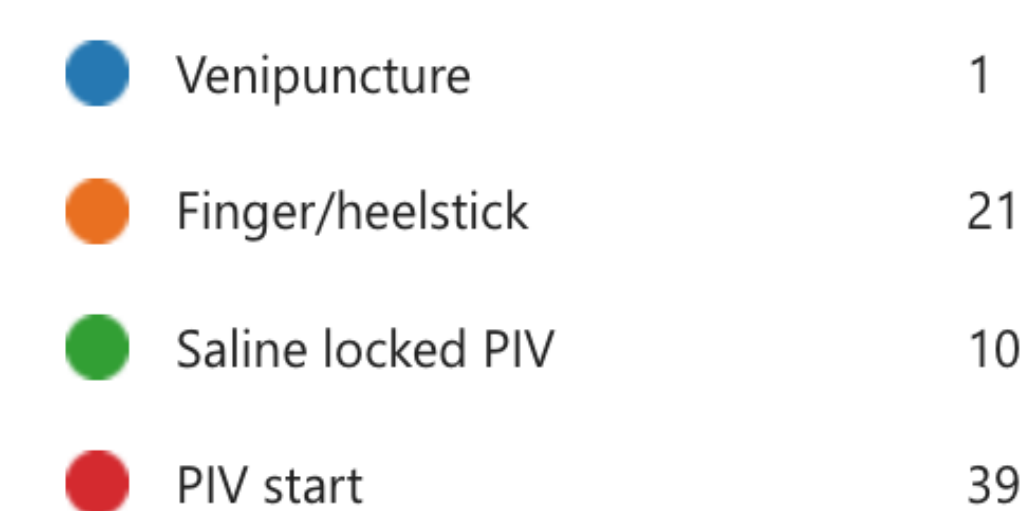 Venipuncture 1
Finger/heelstick 21
Saline locked PIV 10
PIV start 39